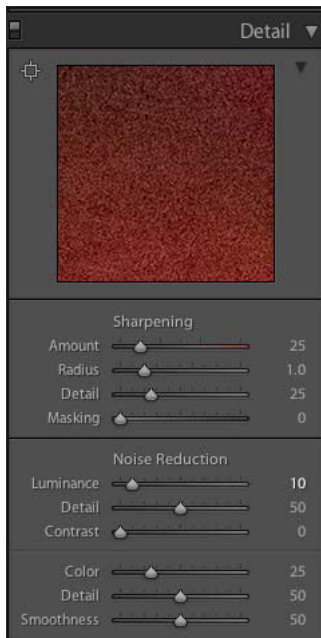 Detail
Sharpening
Amount 25
Radius 1.0
Detail 25
Masking 0
Noise Reduction
Luminance 10
Detail 50
Contrast 0
Color 25
Detail 50
Smoothness 50